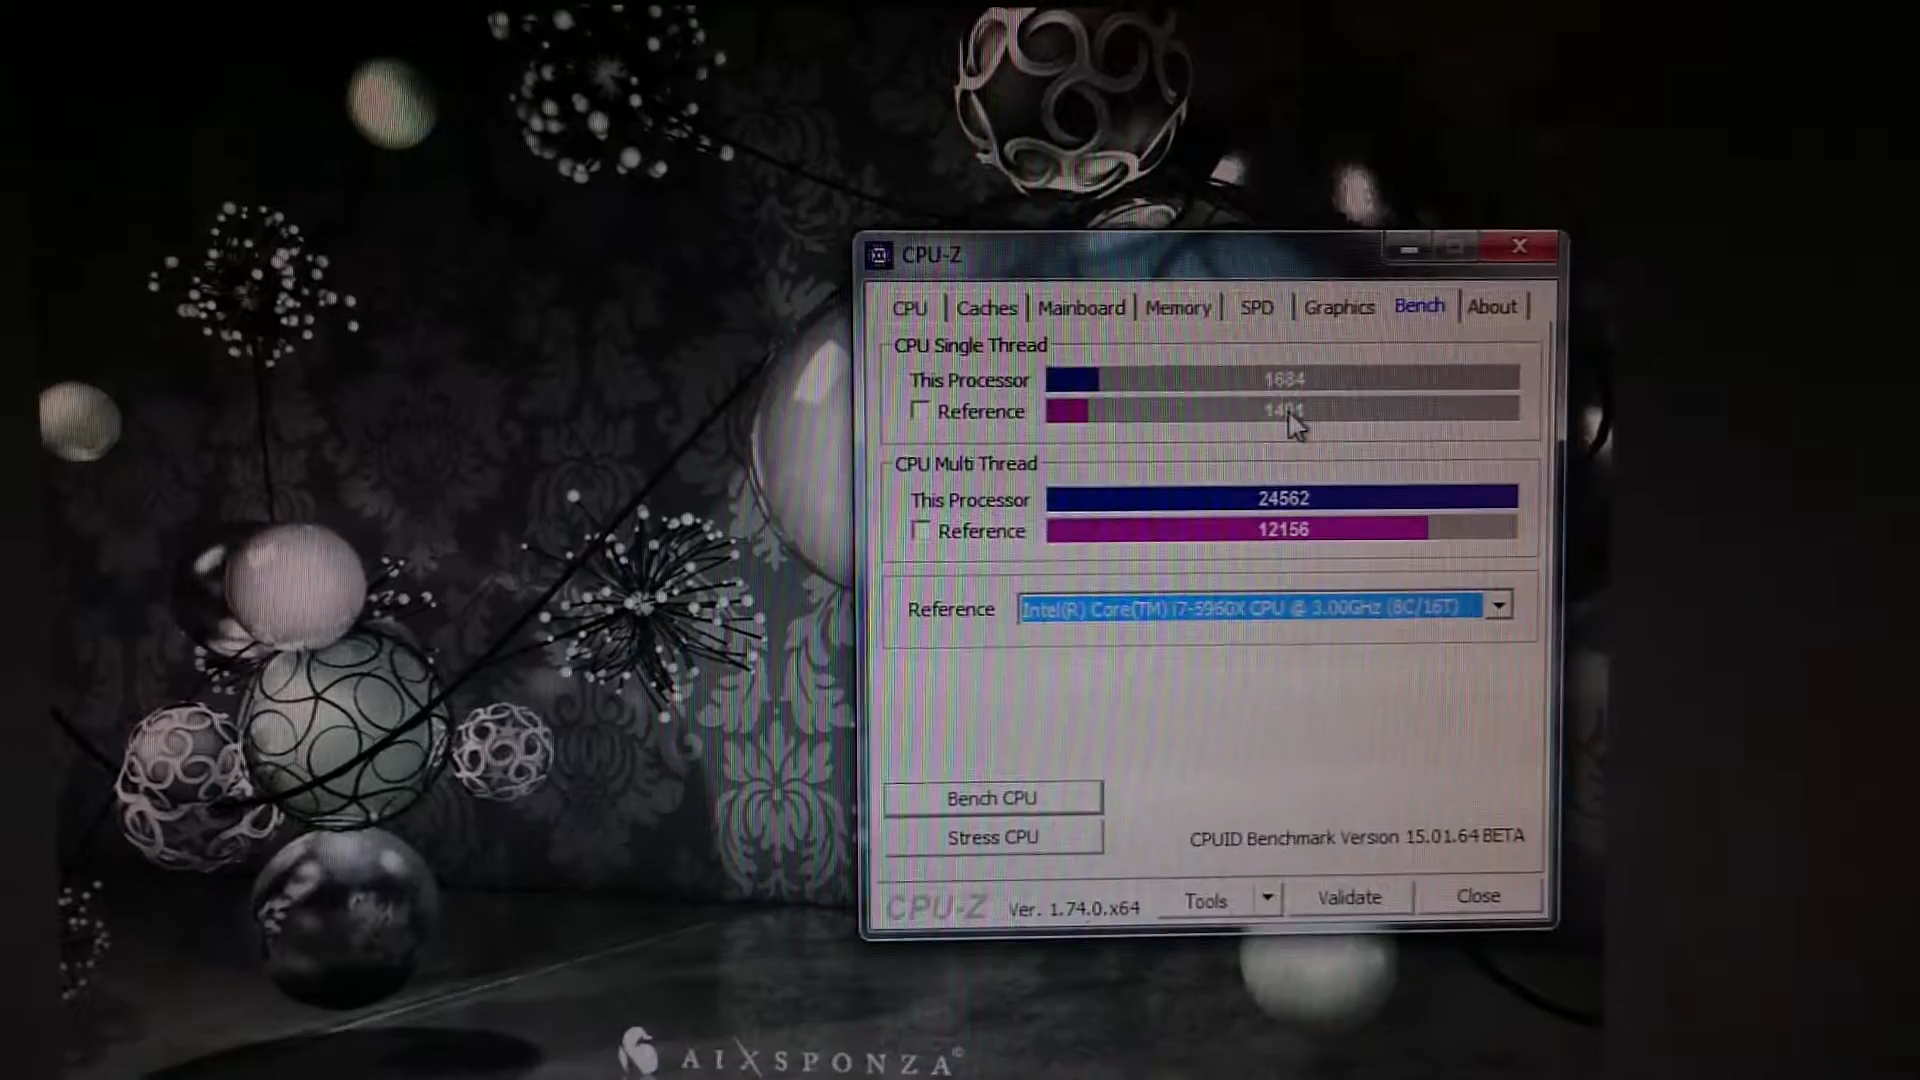 CPU-Z
CPU Caches Mainboard Memory SPD Graphics Bench About
CPU Single Thread
This Processor 1684
Reference
CPU Multi Thread
This Processor 24562
Reference 12156
Reference Intel(R) Core(TM) i7-5960X CPU @ 3.00GHz (8C/16T)
Bench CPU
Stress CPU
CPUID Benchmark Version 15.01.64 BETA
CPU-Z Ver. 1.74.0.x64 Tools Validate Close
AIXSPONZA©